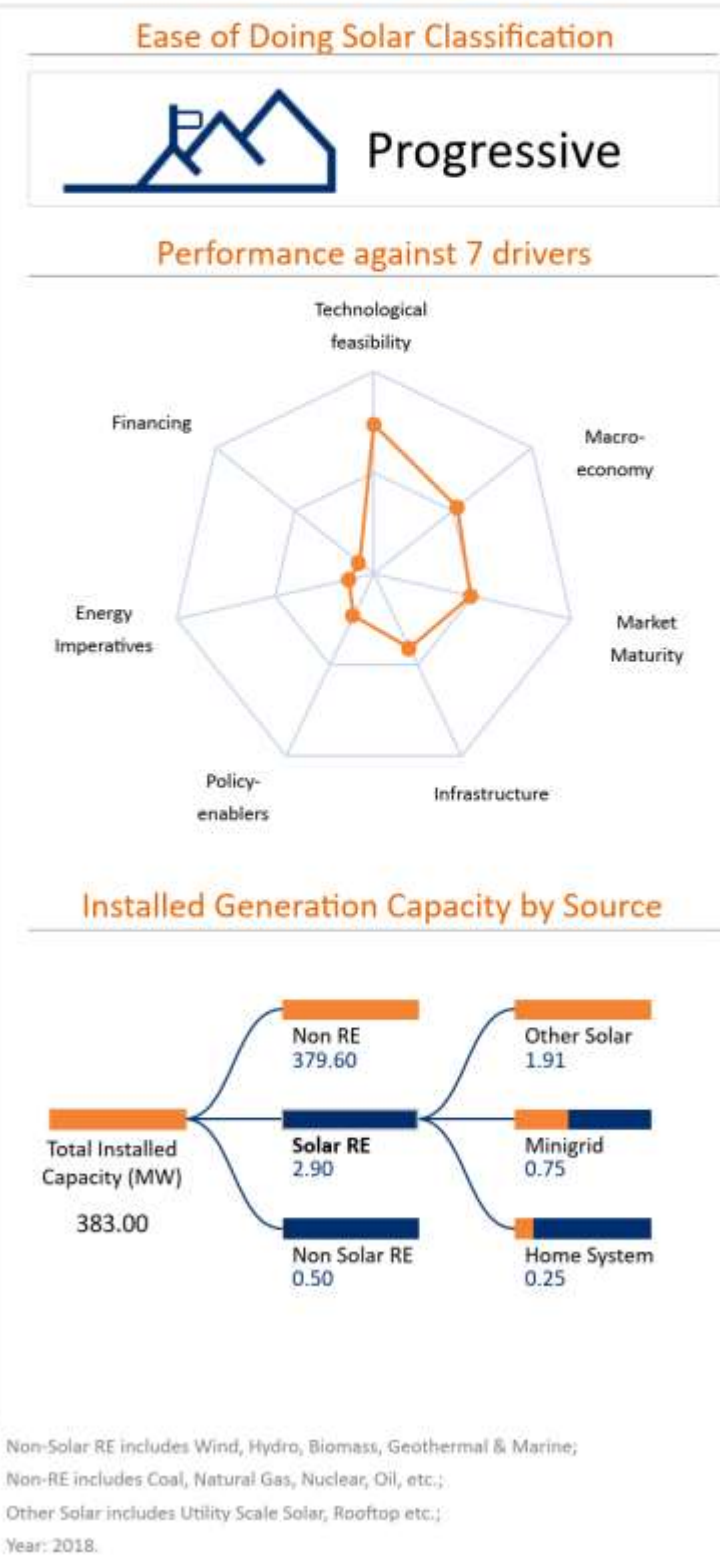 Ease of Doing Solar Classification
Progressive
Performance against 7 drivers
Technological
feasibility
Financing
Macro-
economy
Energy
Imperatives
Market
Maturity
Policy-
enablers
Infrastructure
Installed Generation Capacity by Source
Non RE
379.60
Other Solar
1.91
Total Installed
Capacity (MW)
383.00
Solar RE
2.90
Minigrid
0.75
Non Solar RE
0.50
Home System
0.25
Non-Solar RE includes Wind, Hydro, Biomass, Geothermal & Marine;
Non-RE includes Coal, Natural Gas, Nuclear, Oil, etc.;
Other Solar includes Utility Scale Solar, Rooftop etc.;
Year: 2018.